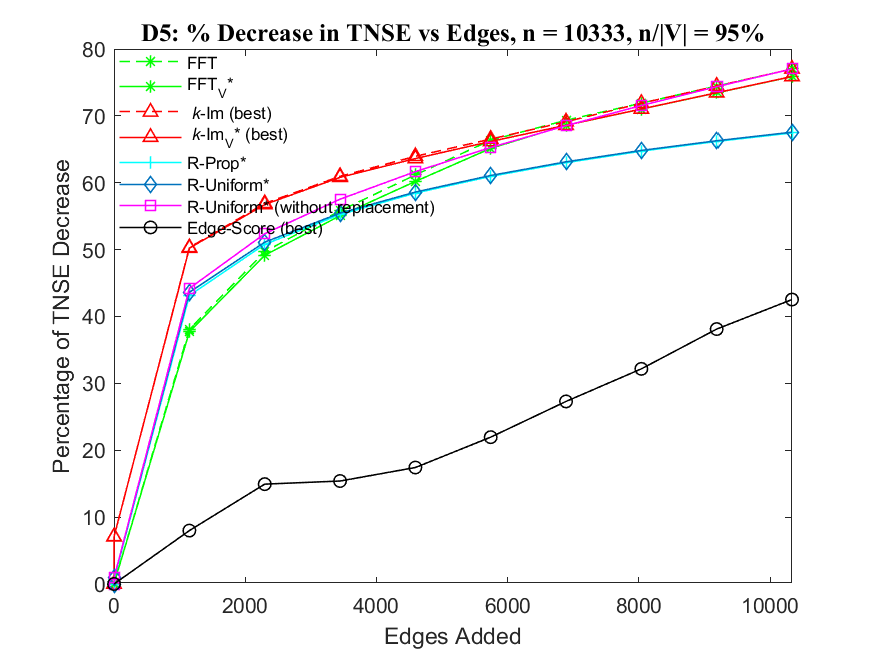 D5: % Decrease in TNSE vs Edges, n = 10333, n/|V| = 95%
80
70
60
50
40
30
20
10
0
Percentage of TNSE Decrease
FFT
FFT_V*
k-Im (best)
k-Im_V* (best)
R-Prop*
R-Uniform*
R-Uniform* (without replacement)
Edge-Score (best)
0 2000 4000 6000 8000 10000
Edges Added